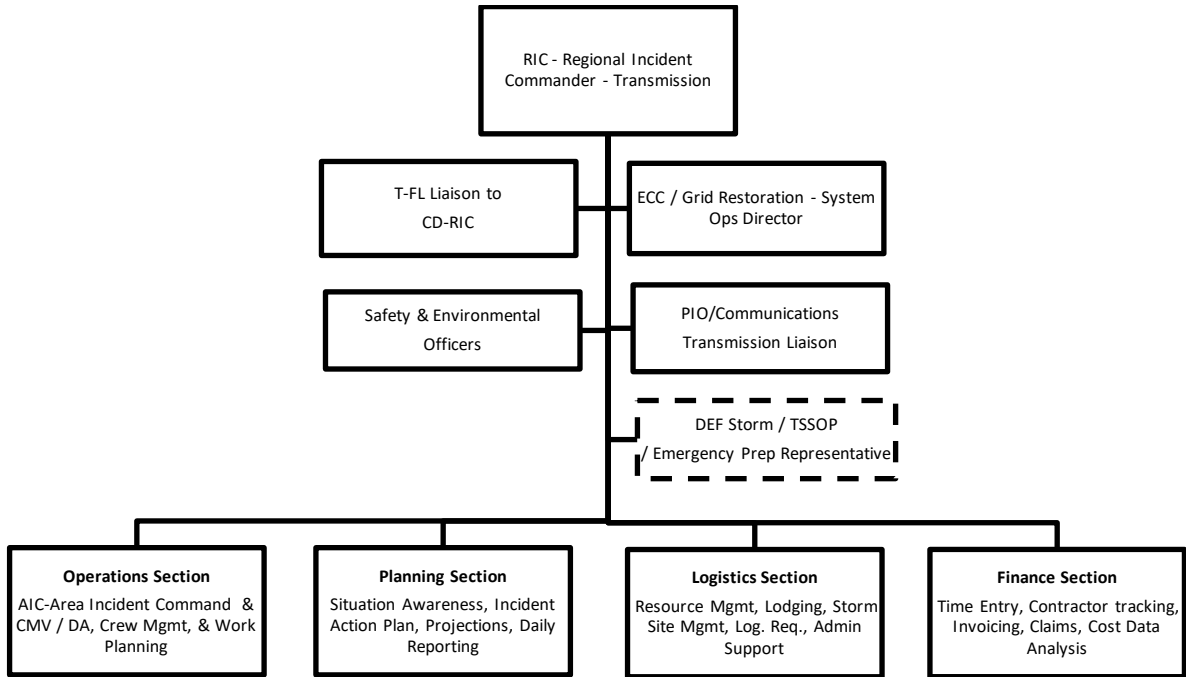 RIC - Regional Incident
Commander - Transmission
T-FL Liaison to
CD-RIC
ECC / Grid Restoration - System
Ops Director
Safety & Environmental
Officers
PIO/Communications
Transmission Liaison
DEF Storm / TSSOP
/ Emergency Prep Representative
Operations Section
AIC-Area Incident Command &
CMV / DA, Crew Mgmt, & Work
Planning
Planning Section
Situation Awareness, Incident
Action Plan, Projections, Daily
Reporting
Logistics Section
Resource Mgmt, Lodging, Storm
Site Mgmt, Log. Req., Admin
Support
Finance Section
Time Entry, Contractor tracking,
Invoicing, Claims, Cost Data
Analysis